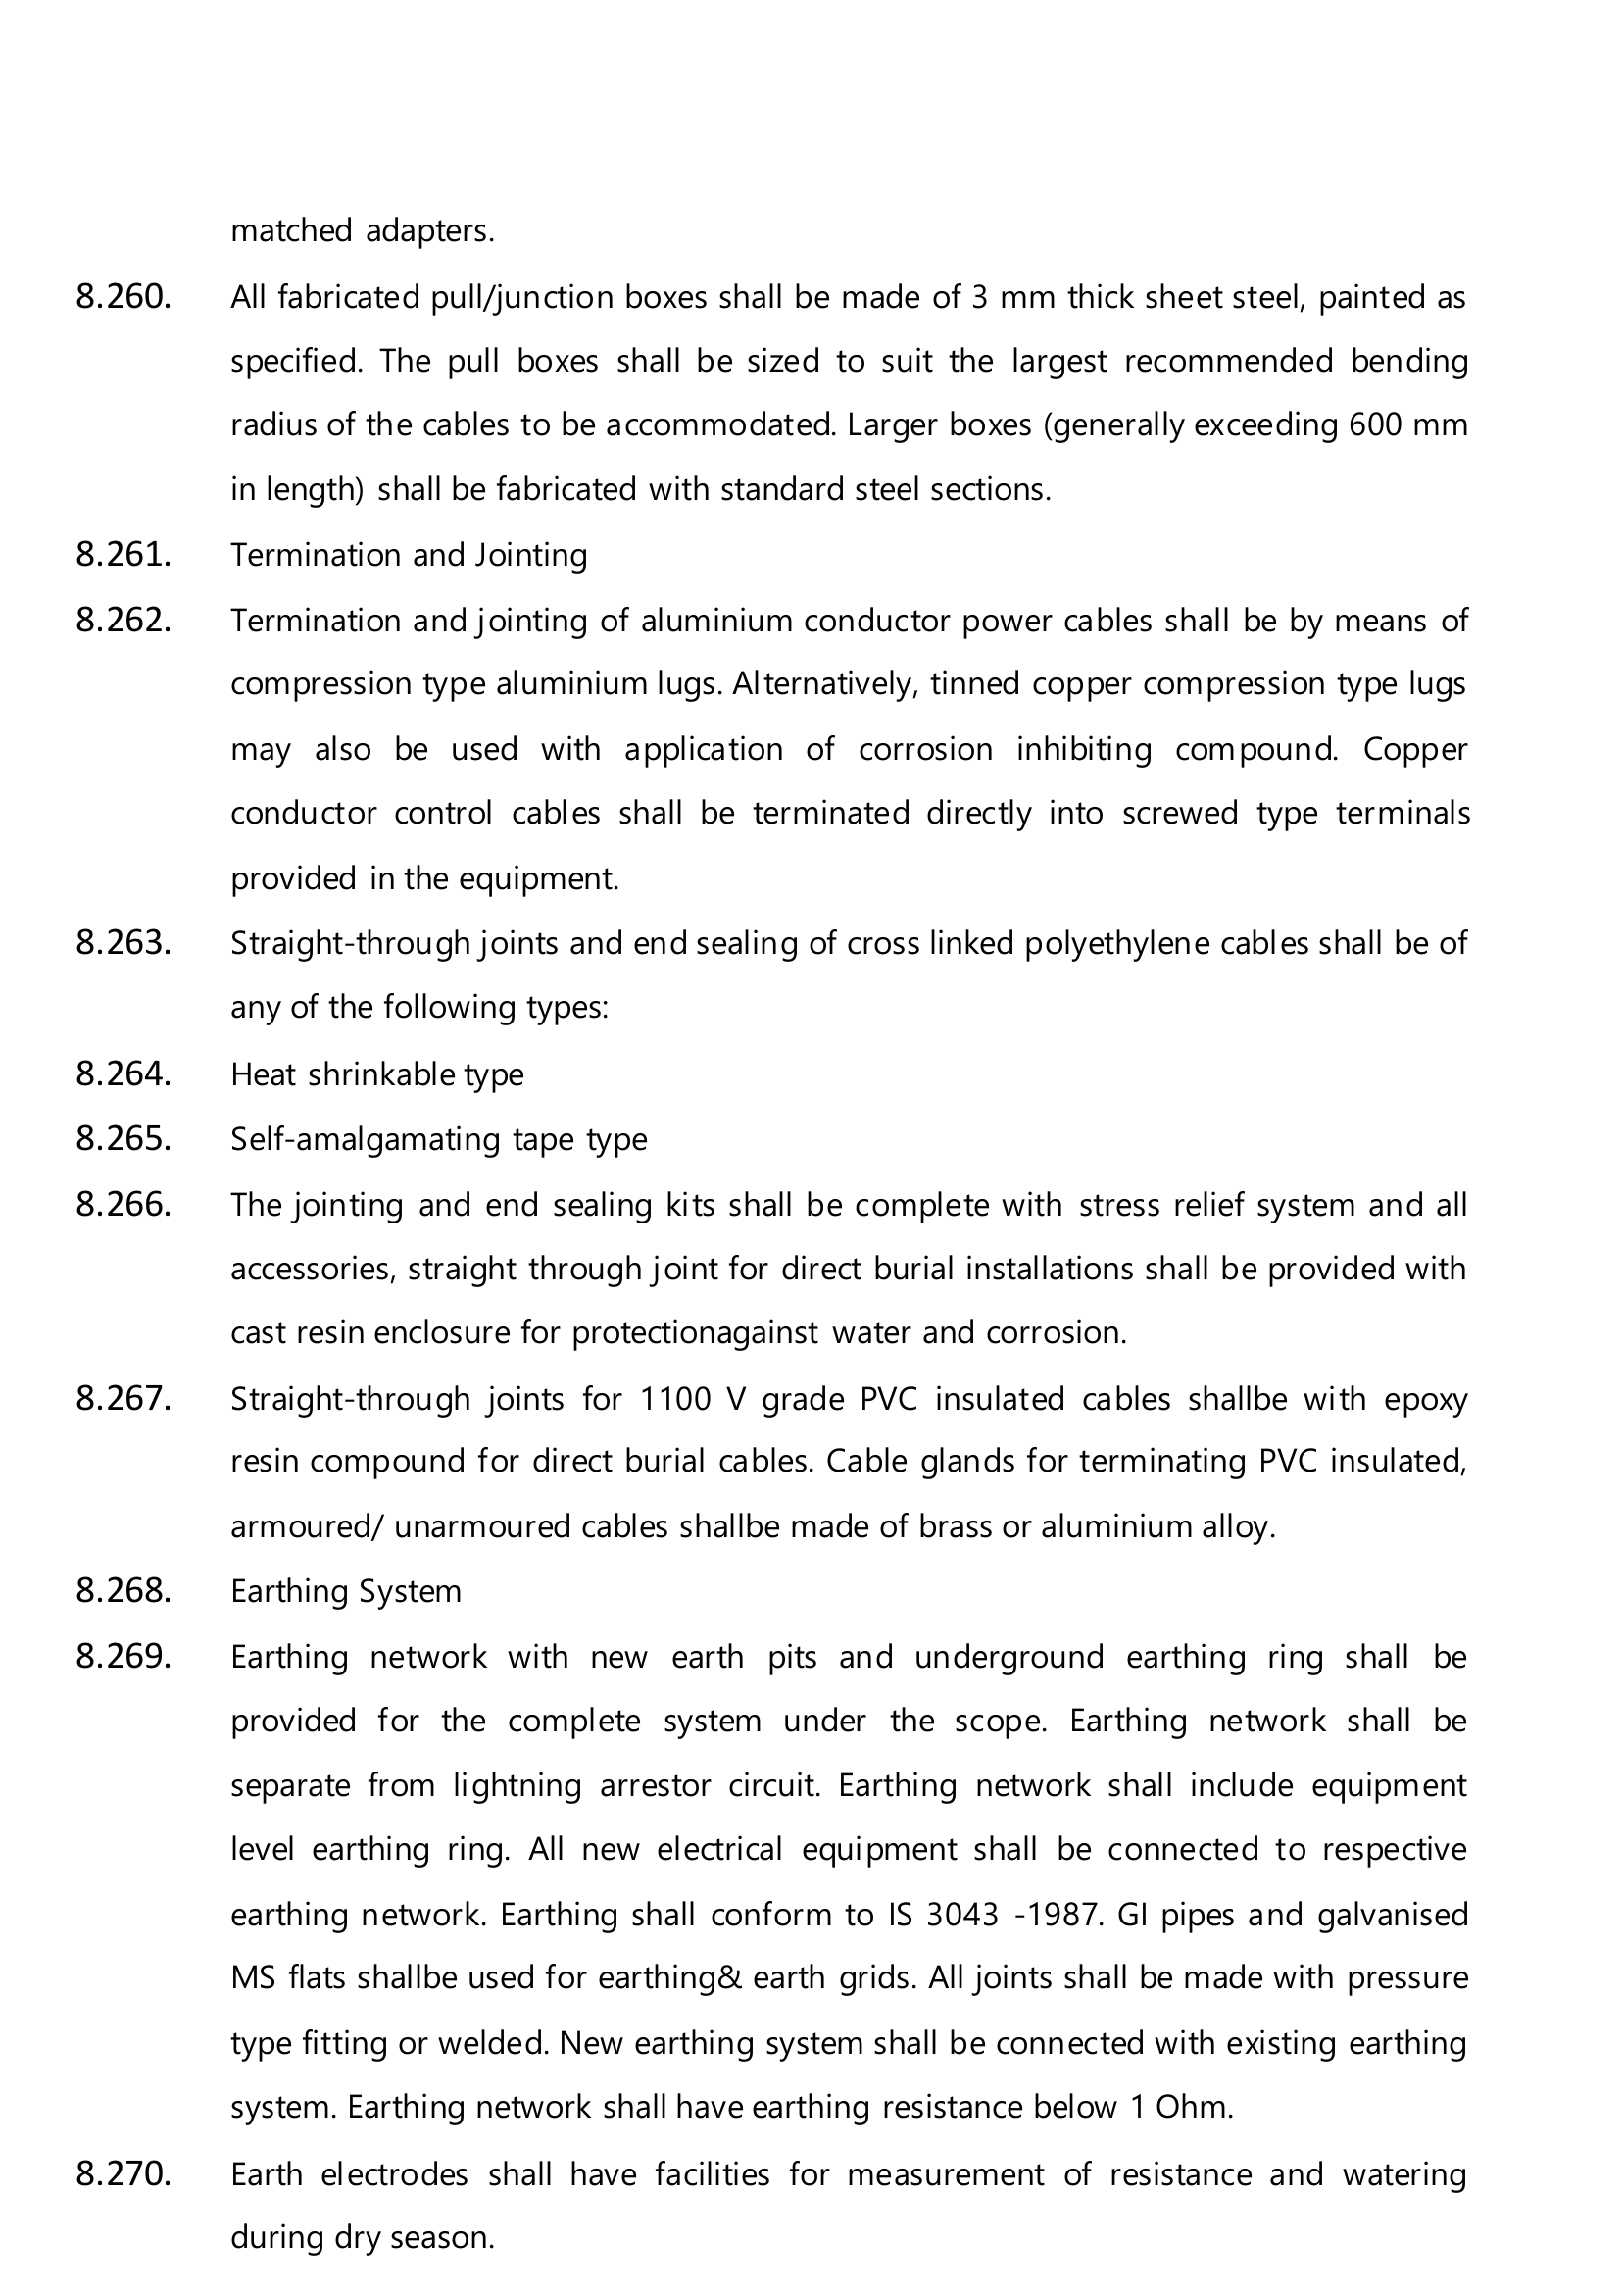 matched adapters.
8.260. All fabricated pull/junction boxes shall be made of 3 mm thick sheet steel, painted as
specified. The pull boxes shall be sized to suit the largest recommended bending
radius of the cables to be accommodated. Larger boxes (generally exceeding 600 mm
in length) shall be fabricated with standard steel sections.
8.261. Termination and Jointing
8.262. Termination and jointing of aluminium conductor power cables shall be by means of
compression type aluminium lugs. Alternatively, tinned copper compression type lugs
may also be used with application of corrosion inhibiting compound. Copper
conductor control cables shall be terminated directly into screwed type terminals
provided in the equipment.
8.263. Straight-through joints and end sealing of cross linked polyethylene cables shall be of
any of the following types:
8.264. Heat shrinkable type
8.265. Self-amalgamating tape type
8.266. The jointing and end sealing kits shall be complete with stress relief system and all
accessories, straight through joint for direct burial installations shall be provided with
cast resin enclosure for protectionagainst water and corrosion.
8.267. Straight-through joints for 1100 V grade PVC insulated cables shallbe with epoxy
resin compound for direct burial cables. Cable glands for terminating PVC insulated,
armoured/ unarmoured cables shallbe made of brass or aluminium alloy.
8.268. Earthing System
8.269. Earthing network with new earth pits and underground earthing ring shall be
provided for the complete system under the scope. Earthing network shall be
separate from lightning arrestor circuit. Earthing network shall include equipment
level earthing ring. All new electrical equipment shall be connected to respective
earthing network. Earthing shall conform to IS 3043 -1987. GI pipes and galvanised
MS flats shallbe used for earthing& earth grids. All joints shall be made with pressure
type fitting or welded. New earthing system shall be connected with existing earthing
system. Earthing network shall have earthing resistance below 1 Ohm.
8.270. Earth electrodes shall have facilities for measurement of resistance and watering
during dry season.